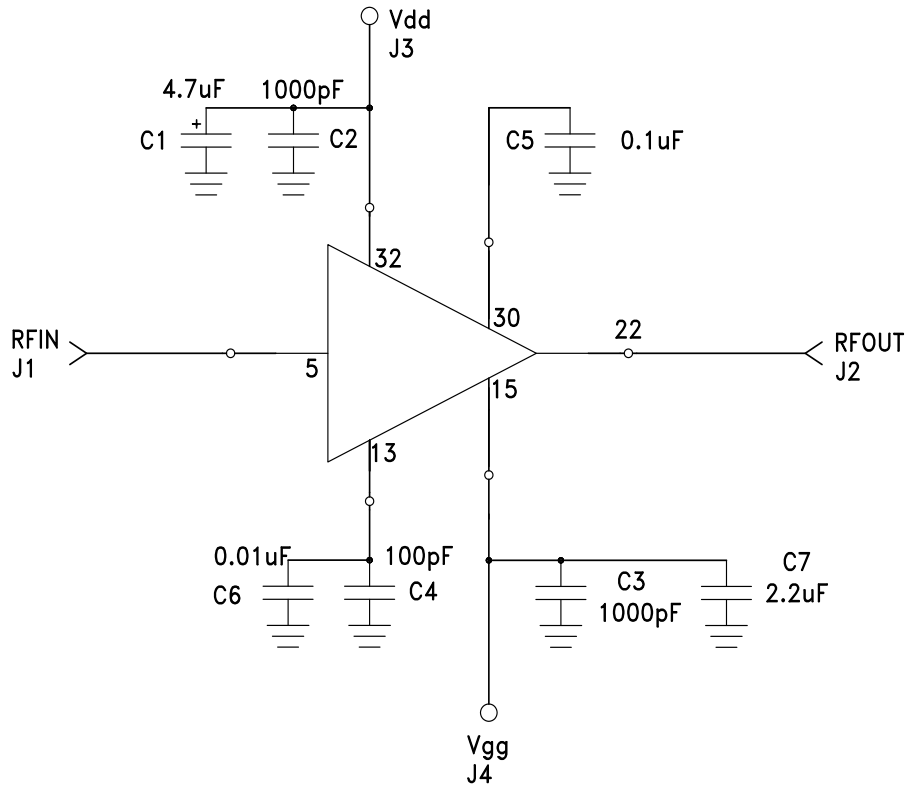 Vdd
J3
4.7uF
1000pF
+
C1
C2
C5
0.1uF
32
30
RFIN
J1
5
22
RFOUT
J2
15
13
0.01uF
100pF
C6
C4
C3
1000pF
C7
2.2uF
Vgg
J4